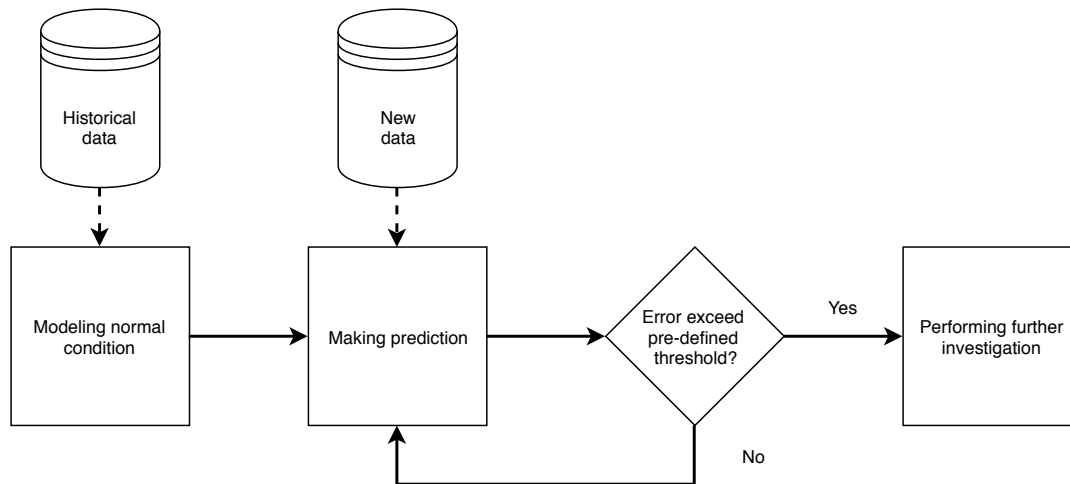 Historical
data
New
data
Modeling normal
condition
Making prediction
Error exceed
pre-defined
threshold?
Yes
Performing further
investigation
No